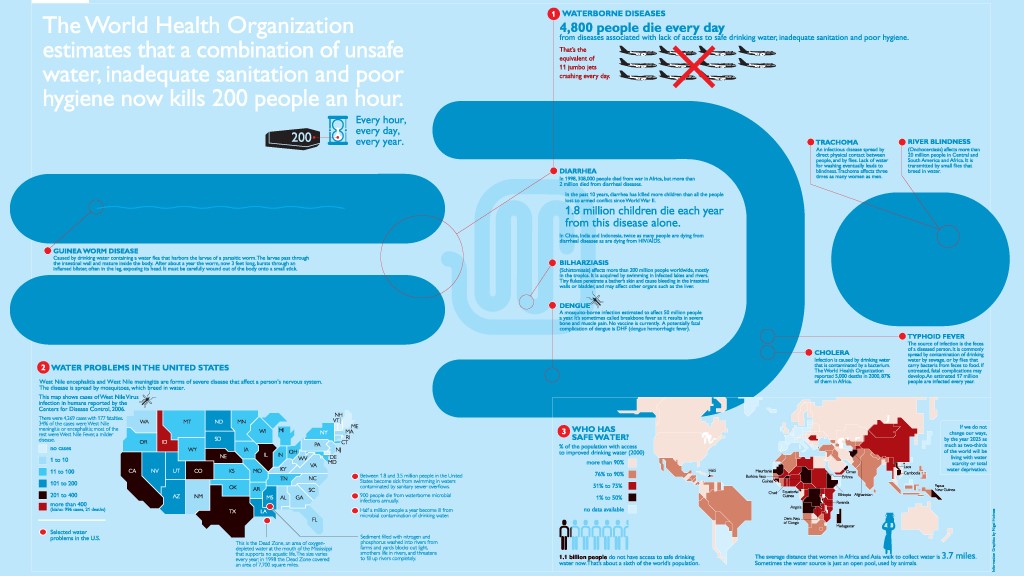 The World Health Organization
estimates that a combination of unsafe
water, inadequate sanitation and poor
hygiene now kills 200 people an hour.
200
Every hour,
every day,
every year.
1 WATERBORNE DISEASES
4,800 people die every day
from diseases associated with lack of access to safe drinking water, inadequate sanitation and poor hygiene.
That's the
equivalent of
11 jumbo jets
crashing every day.
TRACHOMA
An infectious disease spread by
direct physical contact between
people, and by flies. Lack of
water for washing eventually leads to
blindness. Trachoma affects three
times as many women as men.
RIVER BLINDNESS
(Onchocerciasis) affects more than
20 million people in Central and
South America and Africa. It is
transmitted by small flies that
breed in water.
DIARRHEA
In 1998, 308,000 people died from war in Africa, but more than
2 million died from diarrheal diseases.
In the past 10 years, diarrhea has killed more children than all the people
lost to armed conflict since World War II.
1.8 million children die each year
from this disease alone.
In China, India and Indonesia, twice as many people are dying from
diarrheal diseases as are dying from HIV/AIDS.
GUINEA WORM DISEASE
Caused by drinking water containing a water flea that harbors the larvae of a parasitic worm. The larvae pass through
the intestinal wall and mature inside the body. After about a year the worm, now 3 feet long, bursts through an
inflamed blister, often in the leg, exposing its head. It must be carefully wound out of the body onto a small stick.
BILHARZIASIS
(Schistosomiasis) affects more than 200 million people worldwide, mostly
in the tropics. It is acquired by swimming in infected lakes and rivers.
Tiny flukes penetrate a bather's skin and cause bleeding in the intestinal
walls or bladder, and may affect other organs such as the liver.
DENGUE
A mosquito-borne infection estimated to affect 50 million people
a year. It's sometimes called breakbone fever as it results in severe
bone and muscle pain. No vaccine is currently. A potentially fatal
complication of dengue is DHF (dengue hemorrhagic fever).
CHOLERA
Infection is caused by drinking water
that is contaminated by a bacterium.
The World Health Organization
reported 5,000 deaths in 2000, 87%
of them in Africa.
TYPHOID FEVER
The source of infection is the feces
of a diseased person. It is commonly
spread by contamination of drinking
water by sewage, or by flies that
carry bacteria from feces to food. If
untreated, fatal complications may
develop. An estimated 17 million
people are infected every year.
2 WATER PROBLEMS IN THE UNITED STATES
West Nile encephalitis and West Nile meningitis are forms of severe disease that affect a person's nervous system.
The disease is spread by mosquitoes, which breed in water.
This map shows cases of West Nile Virus
infection in humans reported by the
Centers for Disease Control, 2006.
There were 4,269 cases with 177 fatalities.
34% of the cases were West Nile
meningitis or encephalitis; most of the
rest were West Nile Fever, a milder
disease.
no cases
1 to 10
11 to 100
101 to 200
201 to 400
more than 400
Selected water
problems in the U.S.
WA
MT
ND
MN
OR
ID
SD
WI
MI
NY
NH
VT
ME
MA
RI
CT
NJ
DE
MD
CA
NV
UT
CO
NE
IA
IL
IN
OH
PA
KS
MO
KY
WV
VA
AZ
NM
OK
AR
TN
NC
SC
TX
LA
MS
AL
GA
FL
Between 1.8 and 3.5 million people in the United
States become sick from swimming in waters
contaminated by sanitary sewer overflows.
900 people die from waterborne microbial
infections annually.
Half a million people a year become ill from
microbial contamination of drinking water.
This is the Dead Zone, an area of oxygen-
depleted water at the mouth of the Mississippi
that supports no aquatic life. The size varies
every year: in 1998 the Dead Zone covered
an area of 7,700 square miles.
Sediment filled with nitrogen and
phosphorus washed into rivers from
farms and yards blocks out light,
smothers life in rivers, and threatens
to fill up rivers completely.
3 WHO HAS
SAFE WATER?
% of the population with access
to improved drinking water (2000)
more than 90%
76% to 90%
51% to 75%
1% to 50%
no data available
1.1 billion people do not have access to safe drinking
water now. That's about a sixth of the world's population.
Haiti
Mauritania
Burkina Faso
Chad
Equatorial
Guinea
Angola
Dem. Rep.
of Congo
Oman
Eritrea
Ethiopia
Afghanistan
Madagascar
Laos
Cambodia
Papua
New Guinea
If we do not
change our ways,
by the year 2025
as much as
two-thirds
of the world will be
living with
water
scarcity or total
water deprivation.
The average distance that women in Africa and Asia walk to collect water is 3.7 miles.
Sometimes the water source is just an open pool, used by animals.